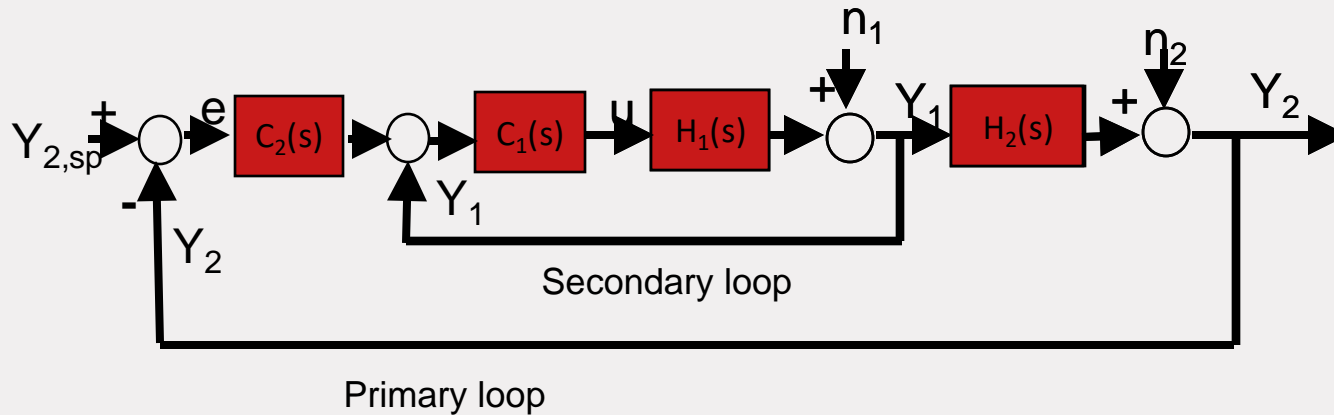 n₁
n₂
+ e C₂(s) C₁(s) u H₁(s) + Y₁ H₂(s) + Y₂
Y₂,sp
- Y₁
Y₂
Secondary loop
Primary loop